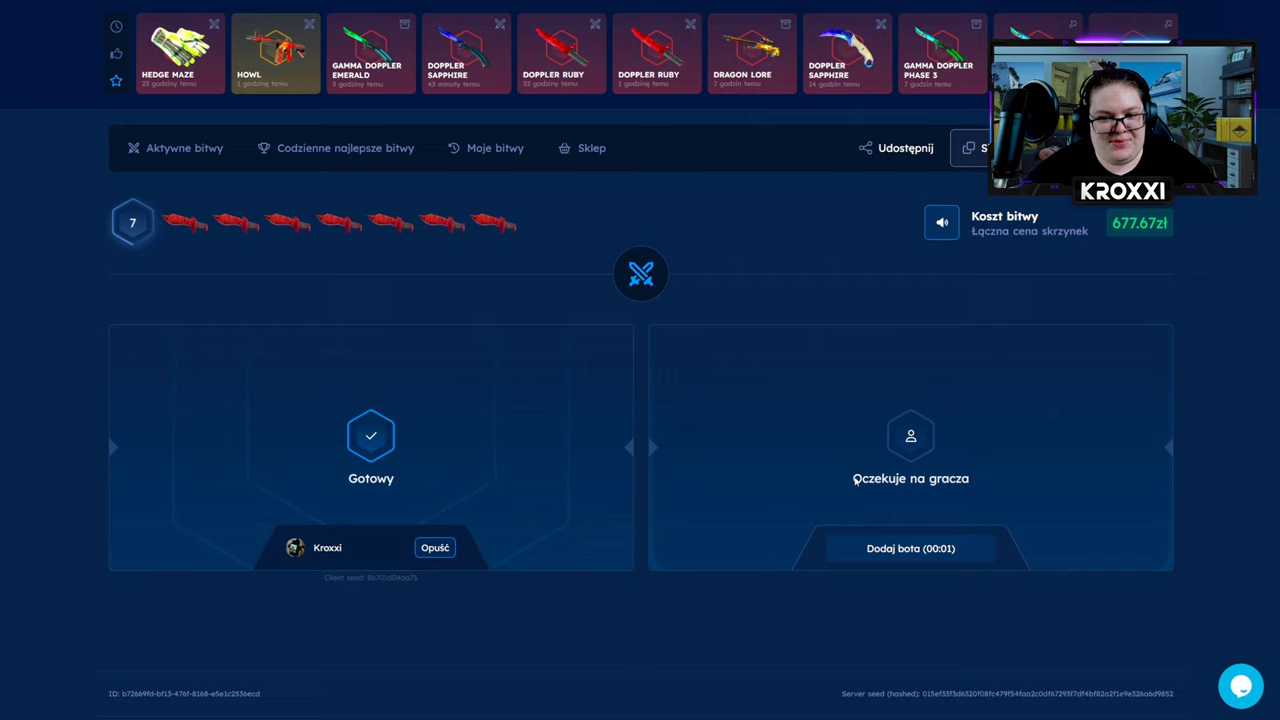 HEDGE MAZE
23 godziny temu
HOWL
1 godzinę temu
GAMMA DOPPLER
EMERALD
3 godziny temu
DOPPLER
SAPPHIRE
43 minuty temu
DOPPLER RUBY
22 godziny temu
DOPPLER RUBY
1 godzinę temu
DRAGON LORE
7 godzin temu
DOPPLER
SAPPHIRE
14 godzin temu
GAMMA DOPPLER
PHASE 3
7 godzin temu
Aktywne bitwy
Codzienne najlepsze bitwy
Moje bitwy
Sklep
Udostępnij
KROXXI
7
Koszt bitwy
Łączna cena skrzynek
677.67zł
Gotowy
Oczekuje na gracza
Kroxxi
Opuść
Dodaj bota (00:01)
Client seed: 86701d04aa75
ID: b72669fd-bf13-476f-8168-e5e1c2536ecd
Server seed (hashed): 015ef33f3d6320f08fc479f54faa2c0df67293f7df4bf82a2f1e9e326a6d9852